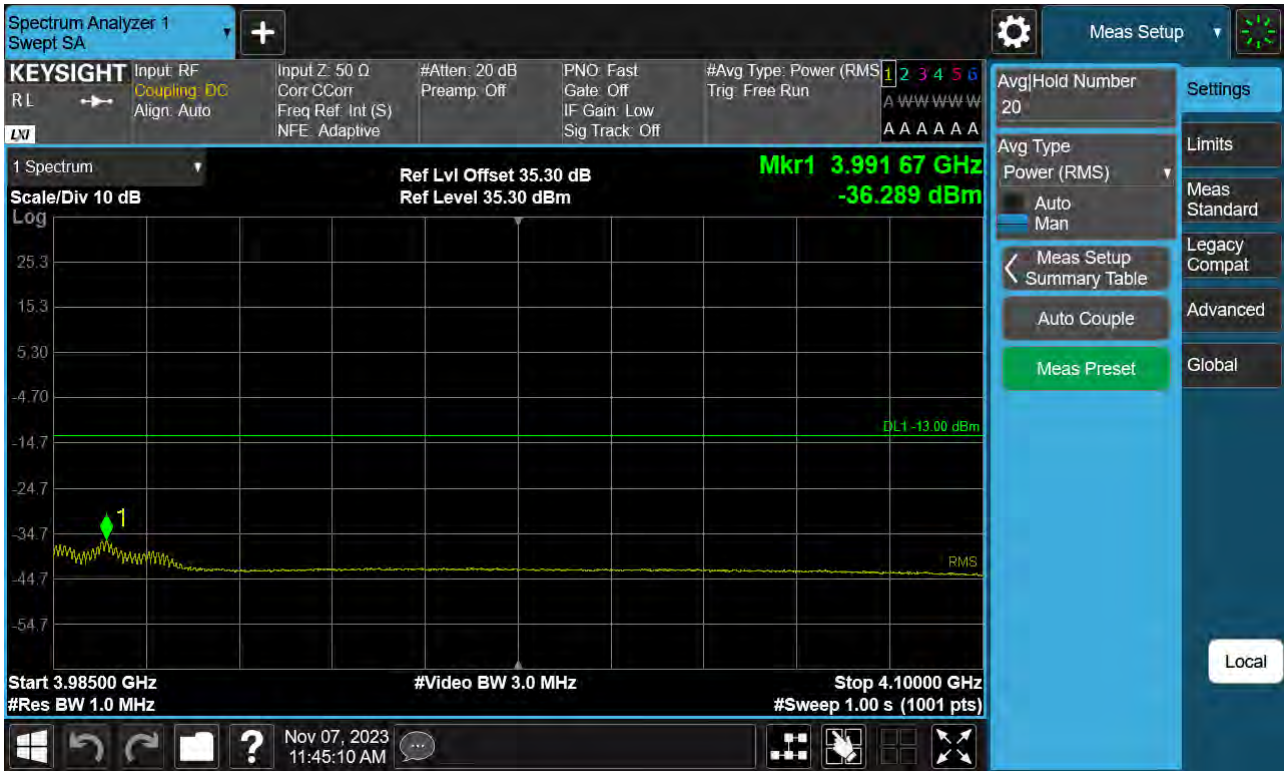 Spectrum Analyzer 1
Swept SA
+
Meas Setup
KEYSIGHT
RL
LXI
Input: RF
Coupling: DC
Align: Auto
Input Z: 50 Ω
Corr CCorr
Freq Ref: Int (S)
NFE: Adaptive
#Atten: 20 dB
Preamp: Off
PNO: Fast
Gate: Off
IF Gain: Low
Sig Track: Off
#Avg Type: Power (RMS
Trig: Free Run
1 2 3 4 5 6
A W W W W W
A A A A A A
1 Spectrum
Scale/Div 10 dB
Log
Ref Lvl Offset 35.30 dB
Ref Level 35.30 dBm
Mkr1 3.991 67 GHz
-36.289 dBm
25.3
15.3
5.30
-4.70
-14.7
-24.7
-34.7
-44.7
-54.7
DL1 -13.00 dBm
1
RMS
Start 3.98500 GHz
#Res BW 1.0 MHz
#Video BW 3.0 MHz
Stop 4.10000 GHz
#Sweep 1.00 s (1001 pts)
Avg|Hold Number
20
Avg Type
Power (RMS)
Auto
Man
Meas Setup
Summary Table
Auto Couple
Meas Preset
Settings
Limits
Meas
Standard
Legacy
Compat
Advanced
Global
Local
?
Nov 07, 2023
11:45:10 AM